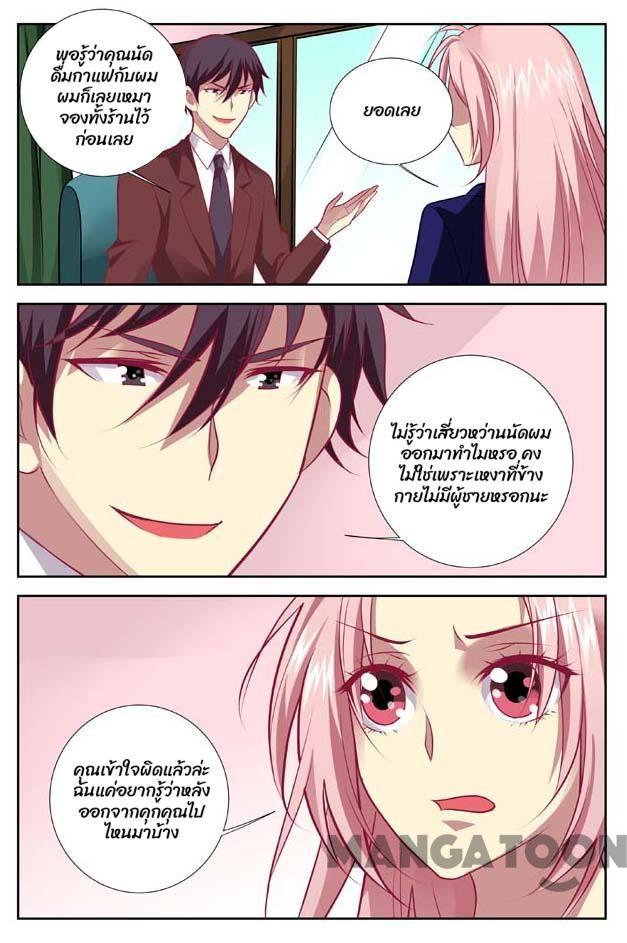 พอรู้ว่าคุณนัด
ดื่มกาแฟกับผม
ผมก็เลยเหมา
จองทั้งร้านไว้
ก่อนเลย
ยอดเลย
ไม่รู้ว่าเสี่ยวหว่านนัดผม
ออกมาทำไมหรอ คง
ไม่ใช่เพราะเหงาที่ข้าง
กายไม่มีผู้ชายหรอกนะ
คุณเข้าใจผิดแล้วล่ะ
ฉันแค่อยากรู้ว่าหลัง
ออกจากคุกคุณไป
ไหนมาบ้าง
MANGATOON